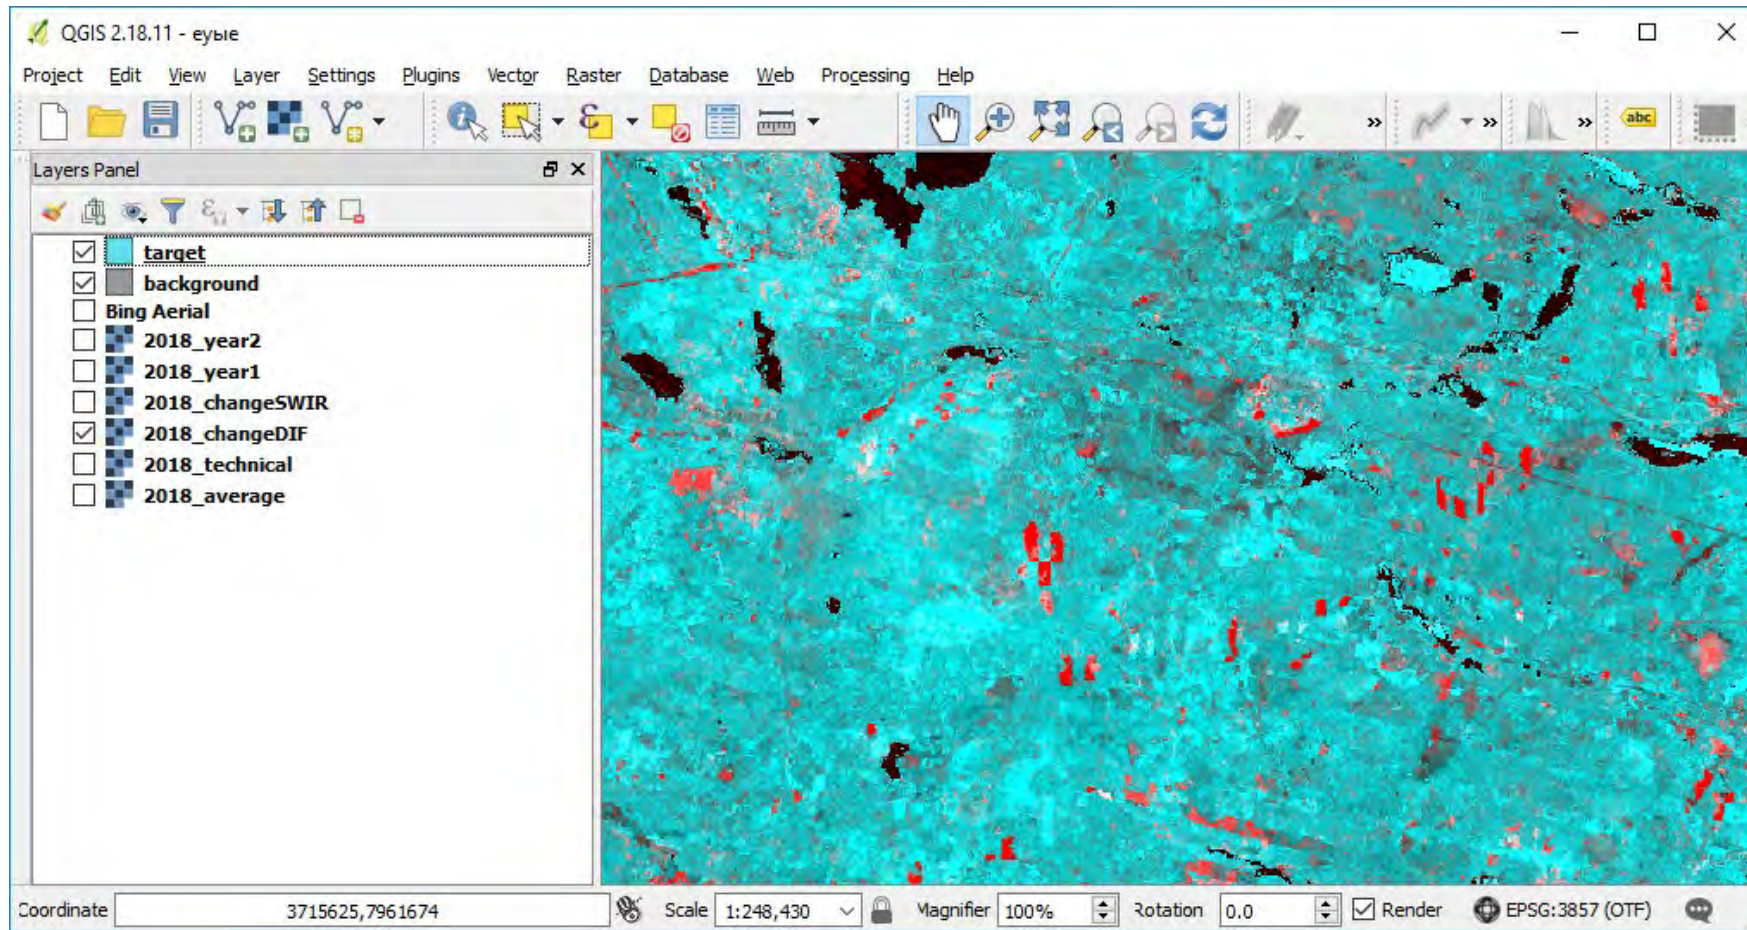 QGIS 2.18.11 - еуые
Project Edit View Layer Settings Plugins Vector Raster Database Web Processing Help
abc
Layers Panel
target
background
Bing Aerial
2018_year2
2018_year1
2018_changeSWIR
2018_changeDIF
2018_technical
2018_average
Coordinate 3715625,7961674 Scale 1:248,430 Magnifier 100% Rotation 0.0 Render EPSG:3857 (OTF)